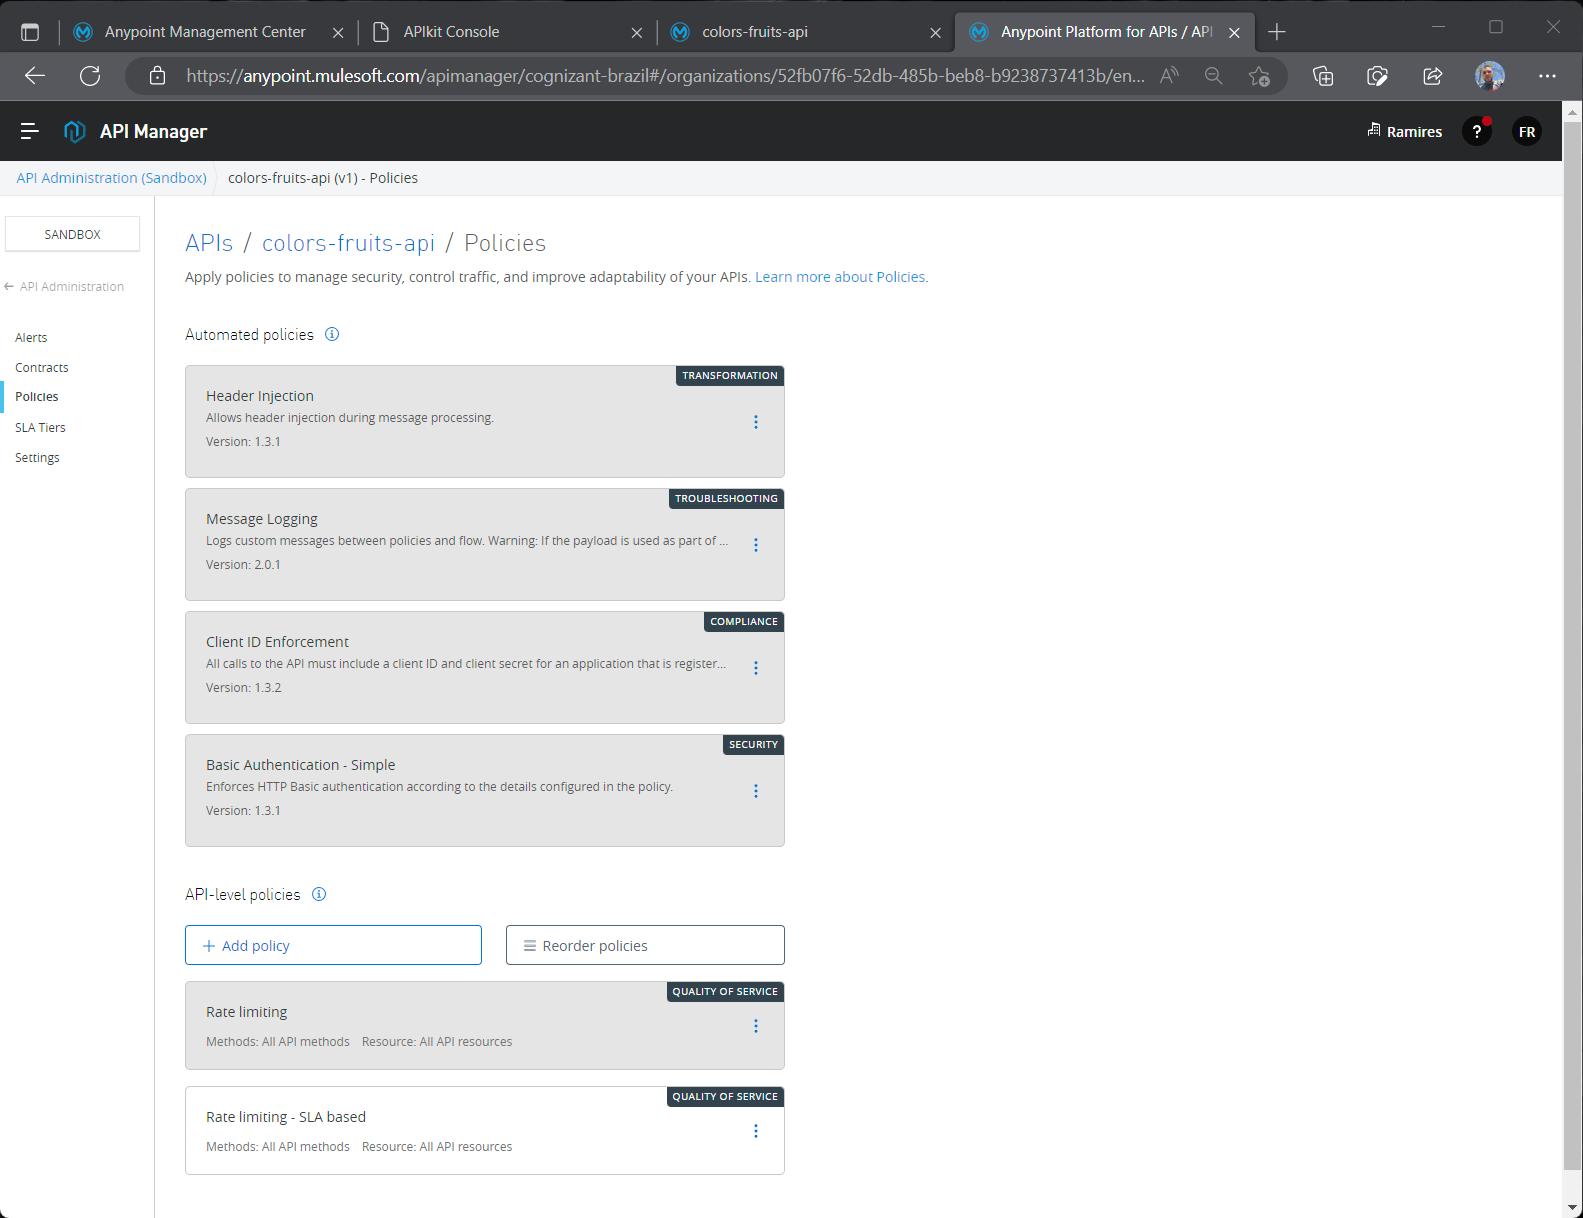 Anypoint Management Center
APIkit Console
colors-fruits-api
Anypoint Platform for APIs / API
https://anypoint.mulesoft.com/apimanager/cognizant-brazil#/organizations/52fb07f6-52db-485b-beb8-b9238737413b/en...
API Manager
Ramires
?
FR
API Administration (Sandbox)
colors-fruits-api (v1) - Policies
SANDBOX
API Administration
Alerts
Contracts
Policies
SLA Tiers
Settings
APIs / colors-fruits-api / Policies
Apply policies to manage security, control traffic, and improve adaptability of your APIs. Learn more about Policies.
Automated policies
TRANSFORMATION
Header Injection
Allows header injection during message processing.
Version: 1.3.1
TROUBLESHOOTING
Message Logging
Logs custom messages between policies and flow. Warning: If the payload is used as part of ...
Version: 2.0.1
COMPLIANCE
Client ID Enforcement
All calls to the API must include a client ID and client secret for an application that is register...
Version: 1.3.2
SECURITY
Basic Authentication - Simple
Enforces HTTP Basic authentication according to the details configured in the policy.
Version: 1.3.1
API-level policies
+ Add policy
Reorder policies
QUALITY OF SERVICE
Rate limiting
Methods: All API methods Resource: All API resources
QUALITY OF SERVICE
Rate limiting - SLA based
Methods: All API methods Resource: All API resources